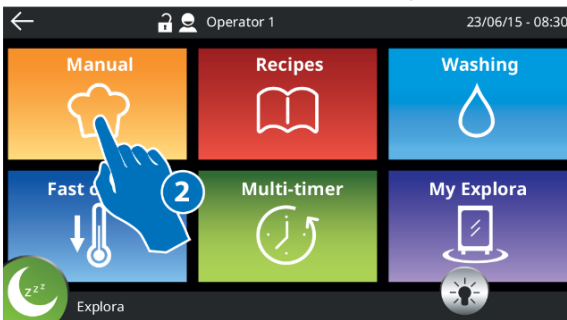 Operator 1
23/06/15 - 08:30
Manual
Recipes
Washing
2
Fast
Multi-timer
My Explora
zzz
Explora